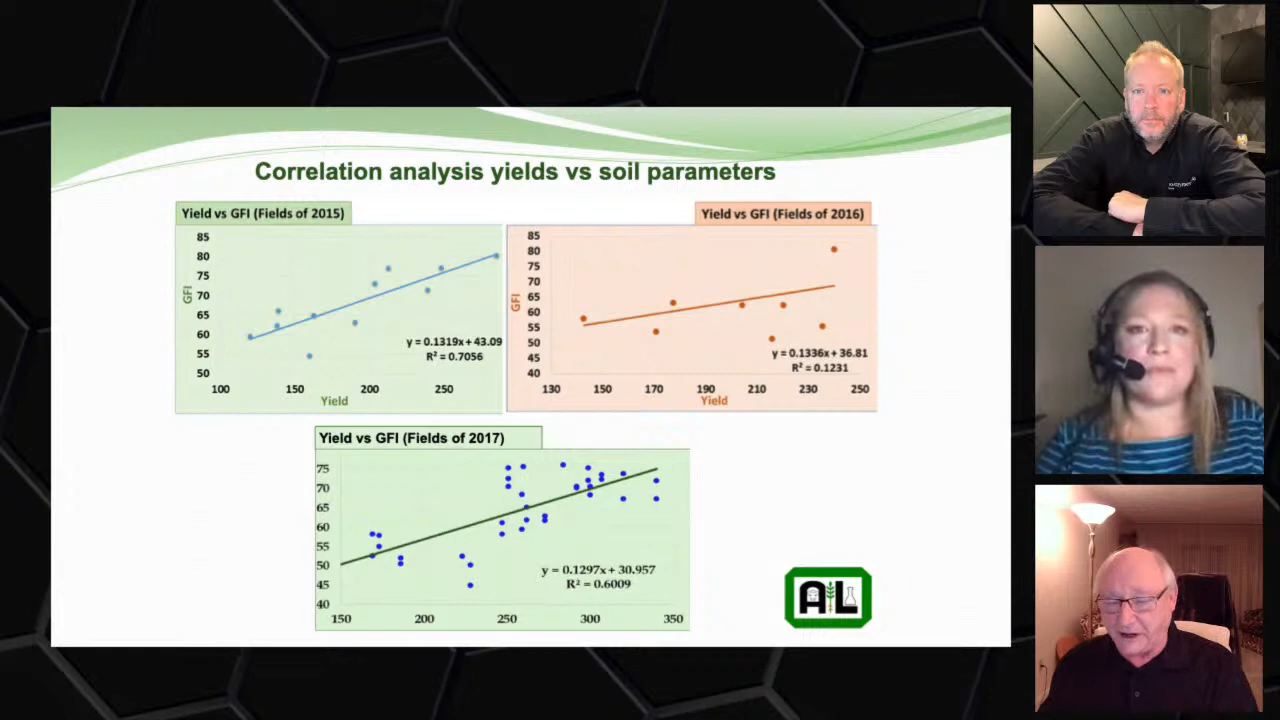 Correlation analysis yields vs soil parameters
Yield vs GFI (Fields of 2015)
85
80
75
70
65
60
55
50
GFI
y = 0.1319x + 43.09
R² = 0.7056
100 150 200 250
Yield
Yield vs GFI (Fields of 2016)
85
80
75
70
65
60
55
50
45
40
GFI
y = 0.1336x + 36.81
R² = 0.1231
130 150 170 190 210 230 250
Yield
Yield vs GFI (Fields of 2017)
75
70
65
60
55
50
45
40
y = 0.1297x + 30.957
R² = 0.6009
150 200 250 300 350
A L